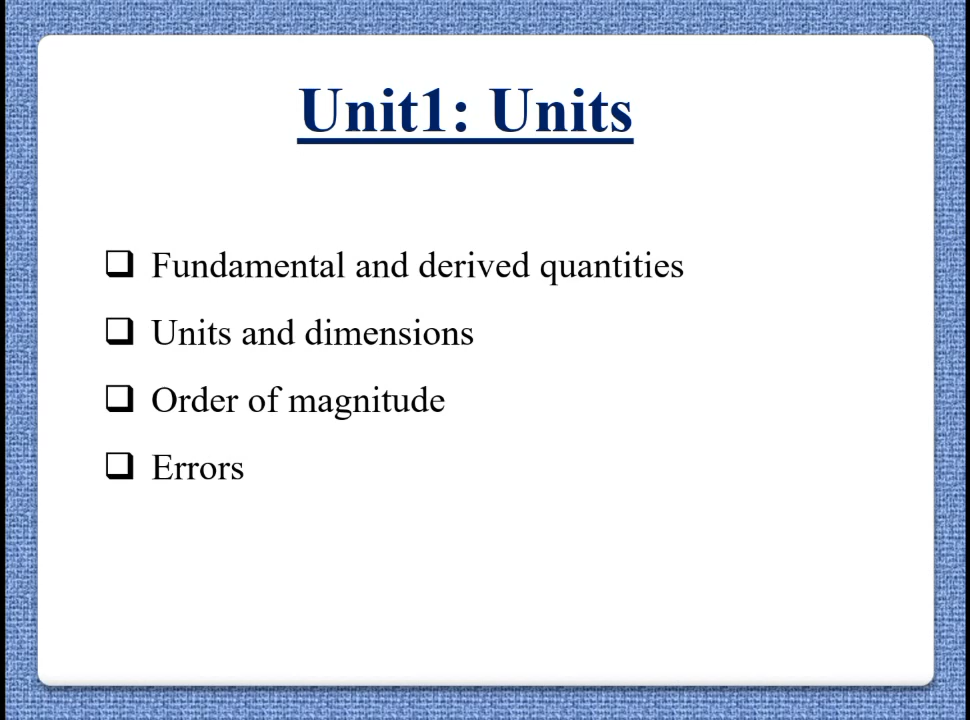 Unit1: Units
❑ Fundamental and derived quantities
❑ Units and dimensions
❑ Order of magnitude
❑ Errors